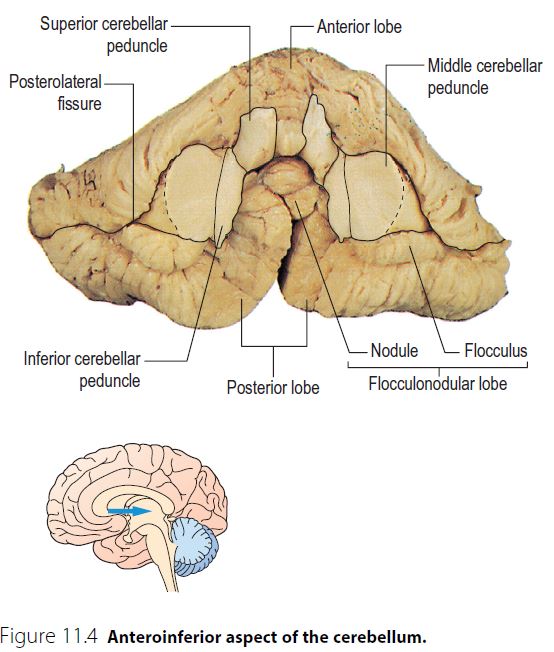 Superior cerebellar
peduncle
Anterior lobe
Middle cerebellar
peduncle
Posterolateral
fissure
Inferior cerebellar
peduncle
Posterior lobe
Nodule
Flocculus
Flocculonodular lobe
Figure 11.4 Anteroinferior aspect of the cerebellum.